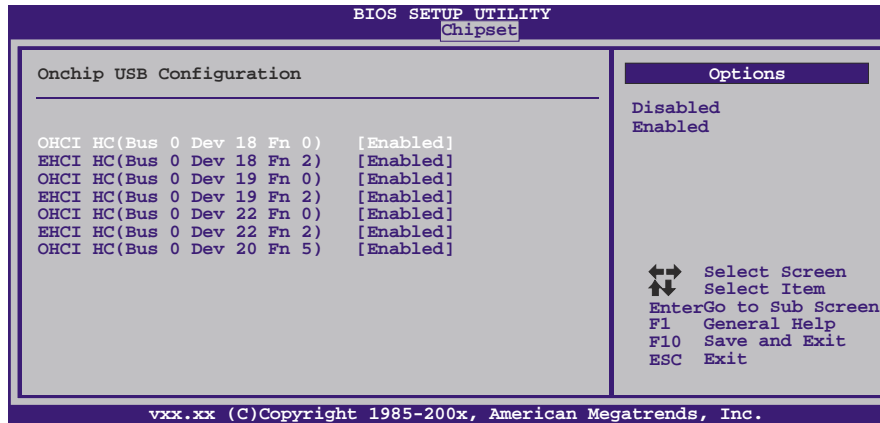 BIOS SETUP UTILITY
Chipset
Onchip USB Configuration
OHCI HC(Bus 0 Dev 18 Fn 0) [Enabled]
EHCI HC(Bus 0 Dev 18 Fn 2) [Enabled]
OHCI HC(Bus 0 Dev 19 Fn 0) [Enabled]
EHCI HC(Bus 0 Dev 19 Fn 2) [Enabled]
OHCI HC(Bus 0 Dev 22 Fn 0) [Enabled]
EHCI HC(Bus 0 Dev 22 Fn 2) [Enabled]
OHCI HC(Bus 0 Dev 20 Fn 5) [Enabled]
Options
Disabled
Enabled
Select Screen
Select Item
EnterGo to Sub Screen
F1 General Help
F10 Save and Exit
ESC Exit
vxx.xx (C)Copyright 1985-200x, American Megatrends, Inc.